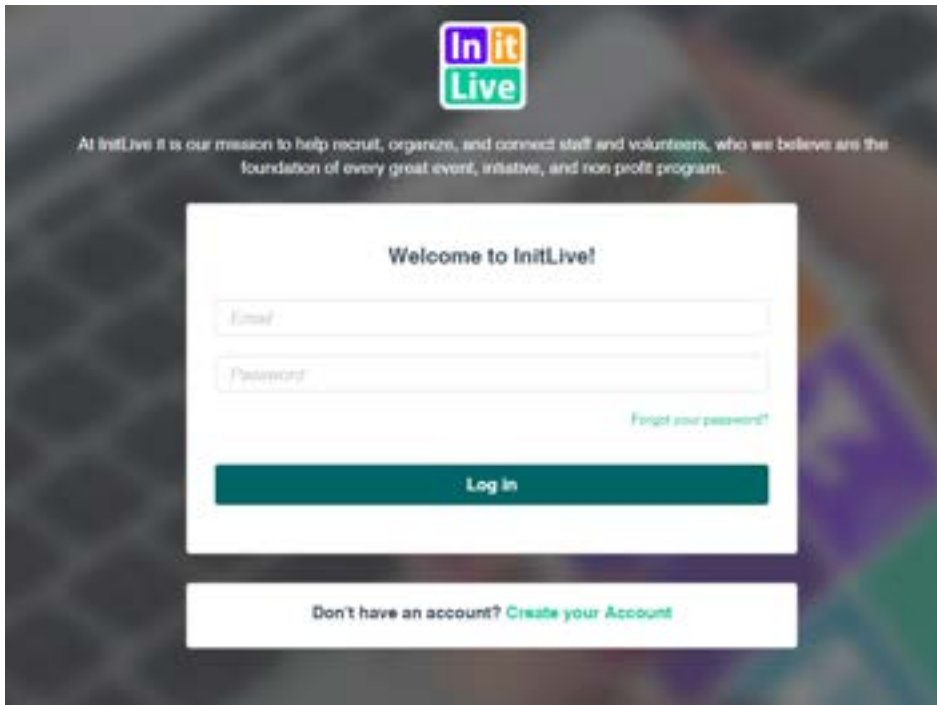 In it
Live
At InitLive it is our mission to help recruit, organize, and connect staff and volunteers, who we believe are the
foundation of every great event, intiative, and non profit program.
Welcome to InitLive!
Email
Password
Forgot your password?
Log in
Don't have an account? Create your Account